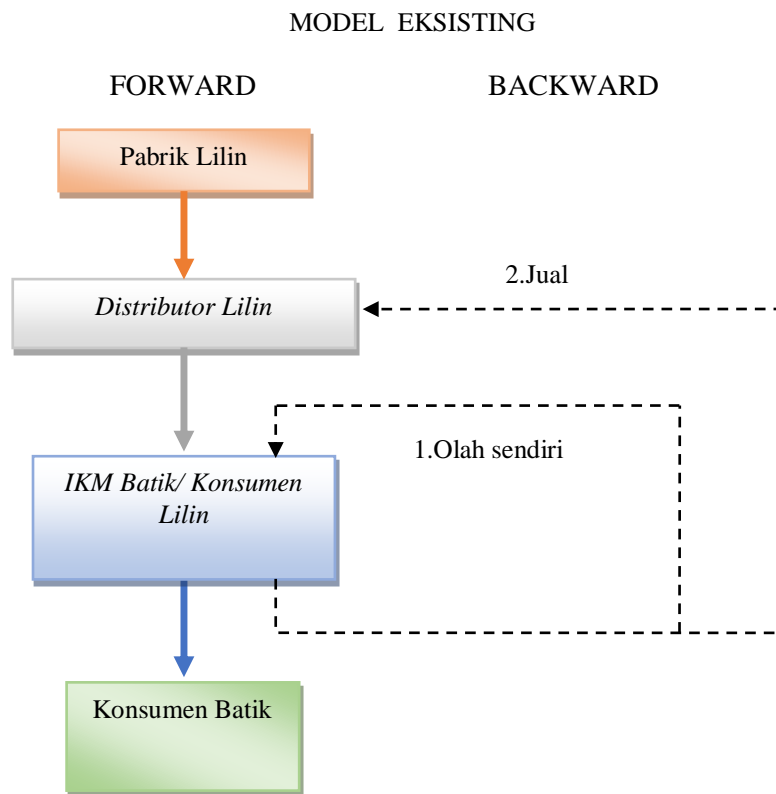 MODEL EKSISTING
FORWARD
BACKWARD
Pabrik Lilin
2.Jual
Distributor Lilin
1.Olah sendiri
IKM Batik/ Konsumen
Lilin
Konsumen Batik